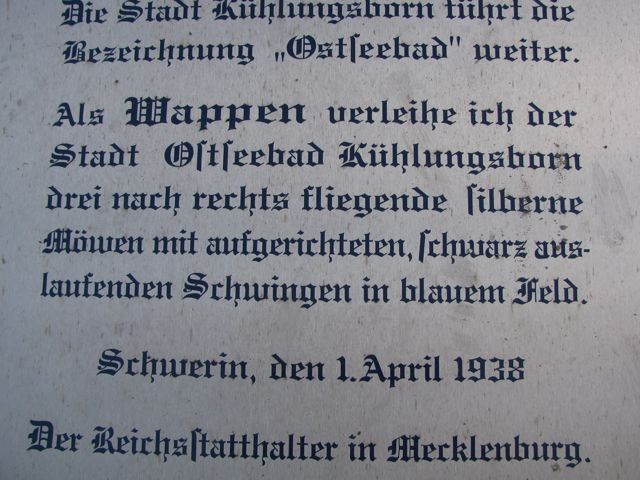 Die Stadt Kühlungsborn führt die
Bezeichnung „Ostseebad" weiter.
Als Wappen verleihe ich der
Stadt Ostseebad Kühlungsborn
drei nach rechts fliegende silberne
Möwen mit aufgerichteten, schwarz aus-
laufenden Schwingen in blauem Feld.
Schwerin, den 1. April 1938
Der Reichsstatthalter in Mecklenburg.